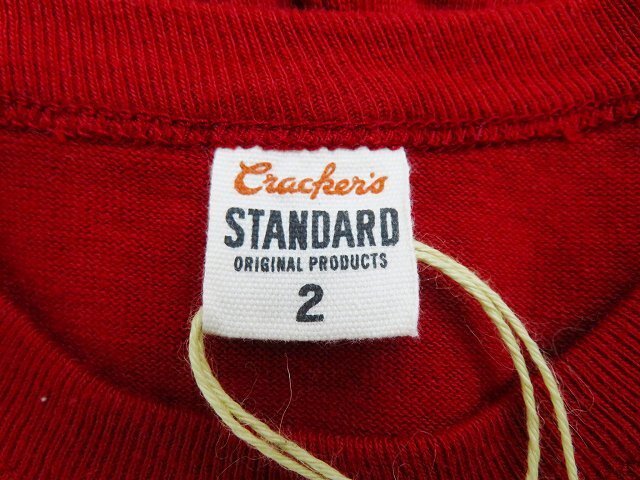 Cracker's
STANDARD
ORIGINAL PRODUCTS
2